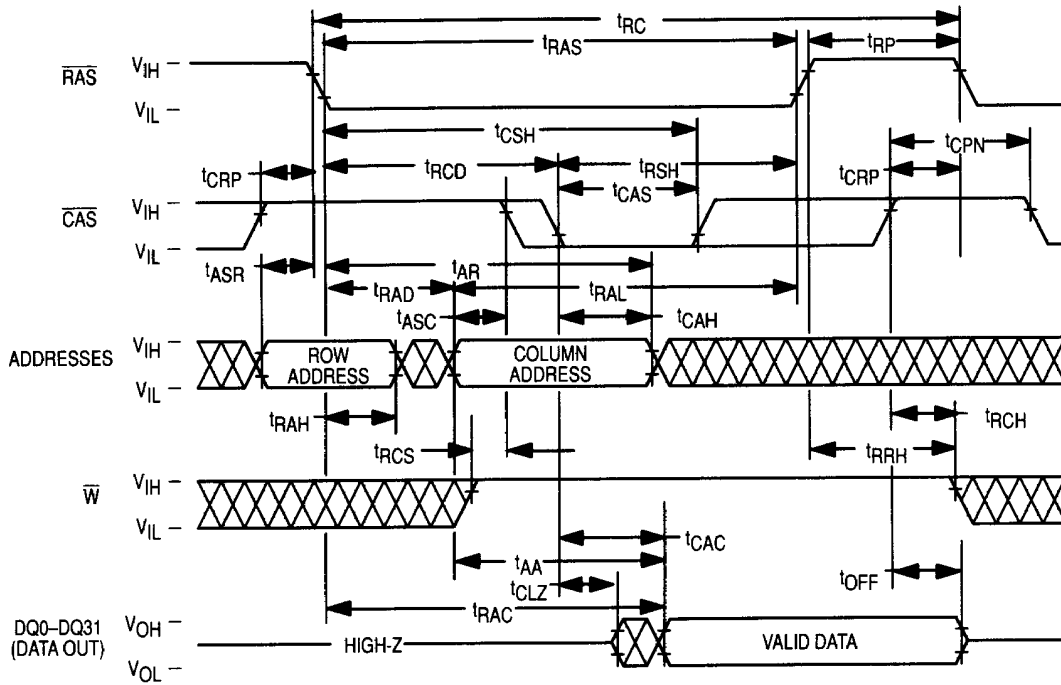 tRC
tRAS
tRP
RAS
VIH
VIL
tCSH
tCPN
tRCD
tRSH
tCRP
tCAS
tCRP
CAS
VIH
VIL
tASR
tAR
tRAD
tRAL
tASC
tCAH
ADDRESSES
VIH
VIL
ROW
ADDRESS
COLUMN
ADDRESS
tRAH
tRCH
tRCS
tRRH
W
VIH
VIL
tCAC
tAA
tOFF
tCLZ
tRAC
DQ0–DQ31
(DATA OUT)
VOH
VOL
HIGH-Z
VALID DATA